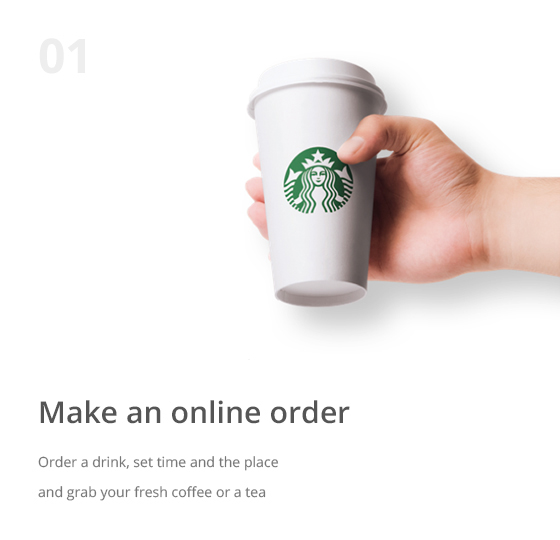 01
Make an online order
Order a drink, set time and the place
and grab your fresh coffee or a tea